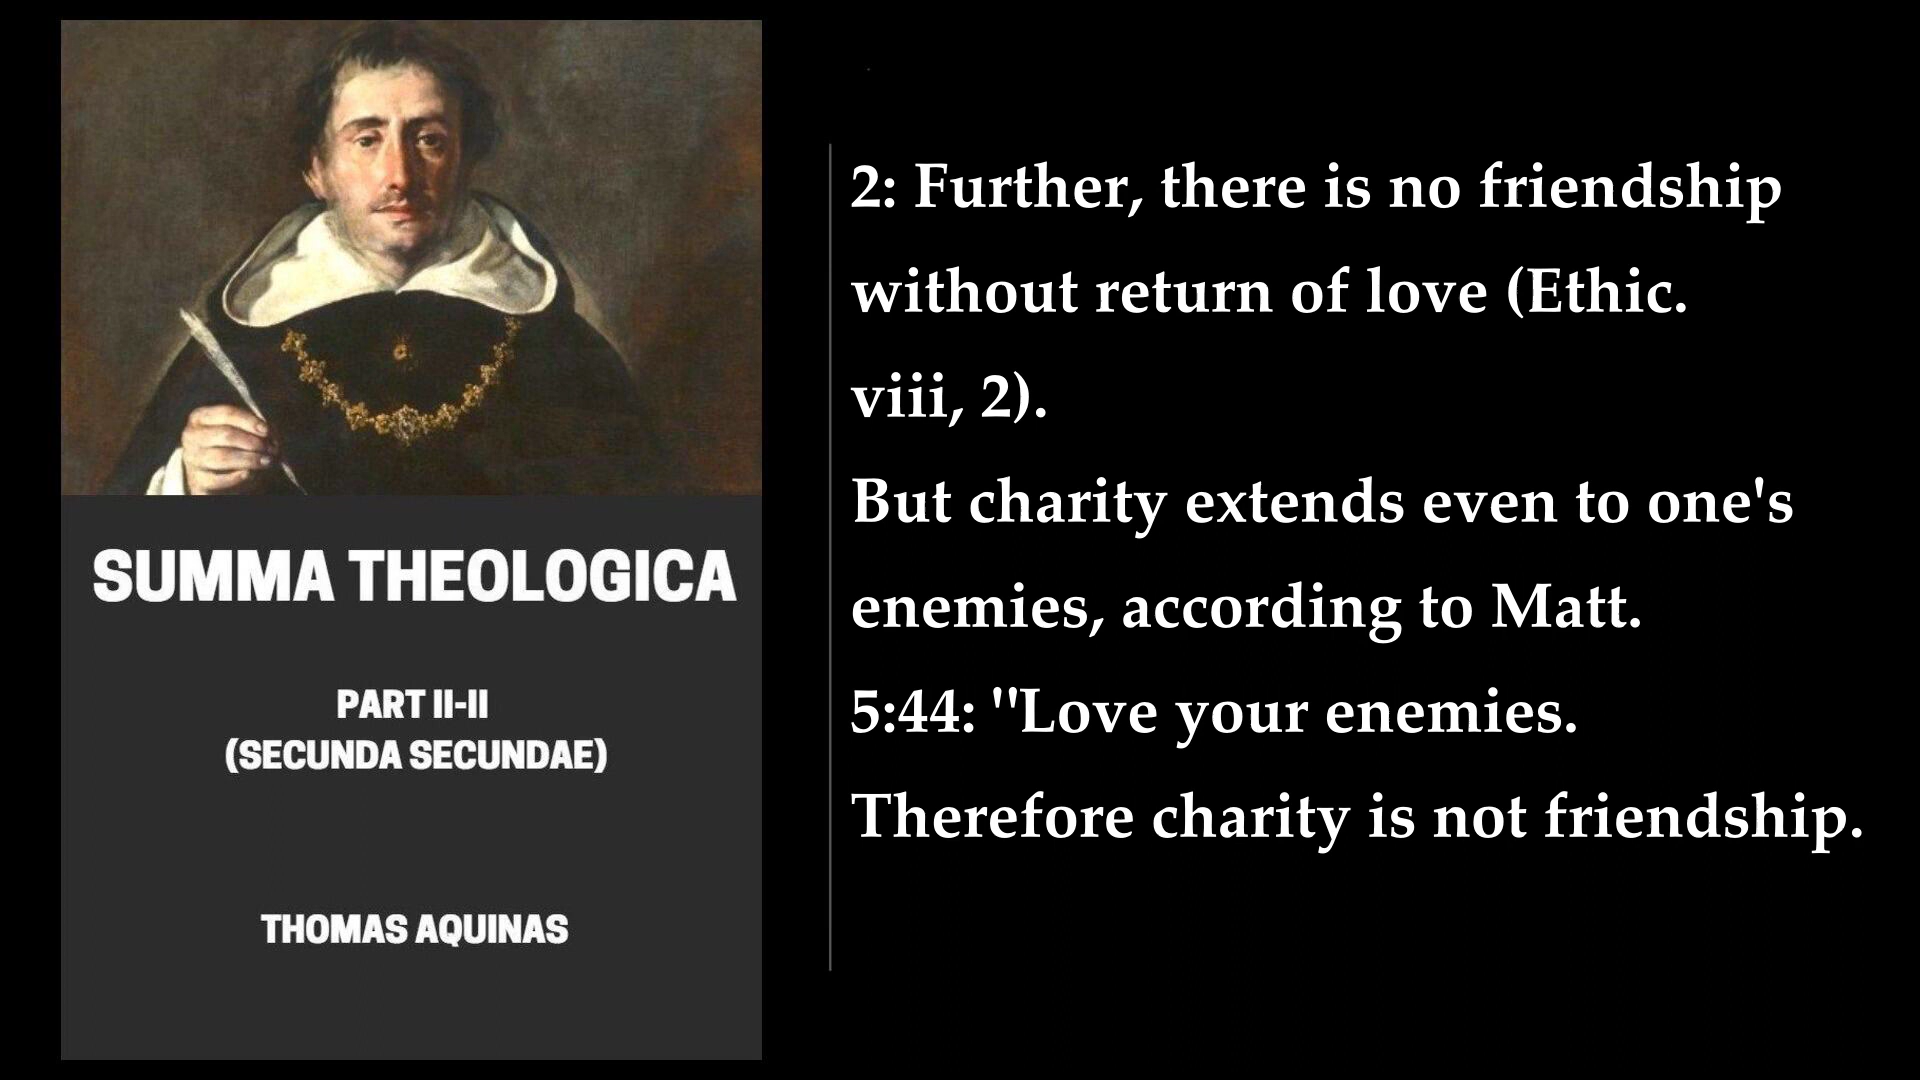 SUMMA THEOLOGICA
PART II-II
(SECUNDA SECUNDAE)
THOMAS AQUINAS
2: Further, there is no friendship
without return of love (Ethic.
viii, 2).
But charity extends even to one's
enemies, according to Matt.
5:44: "Love your enemies.
Therefore charity is not friendship.